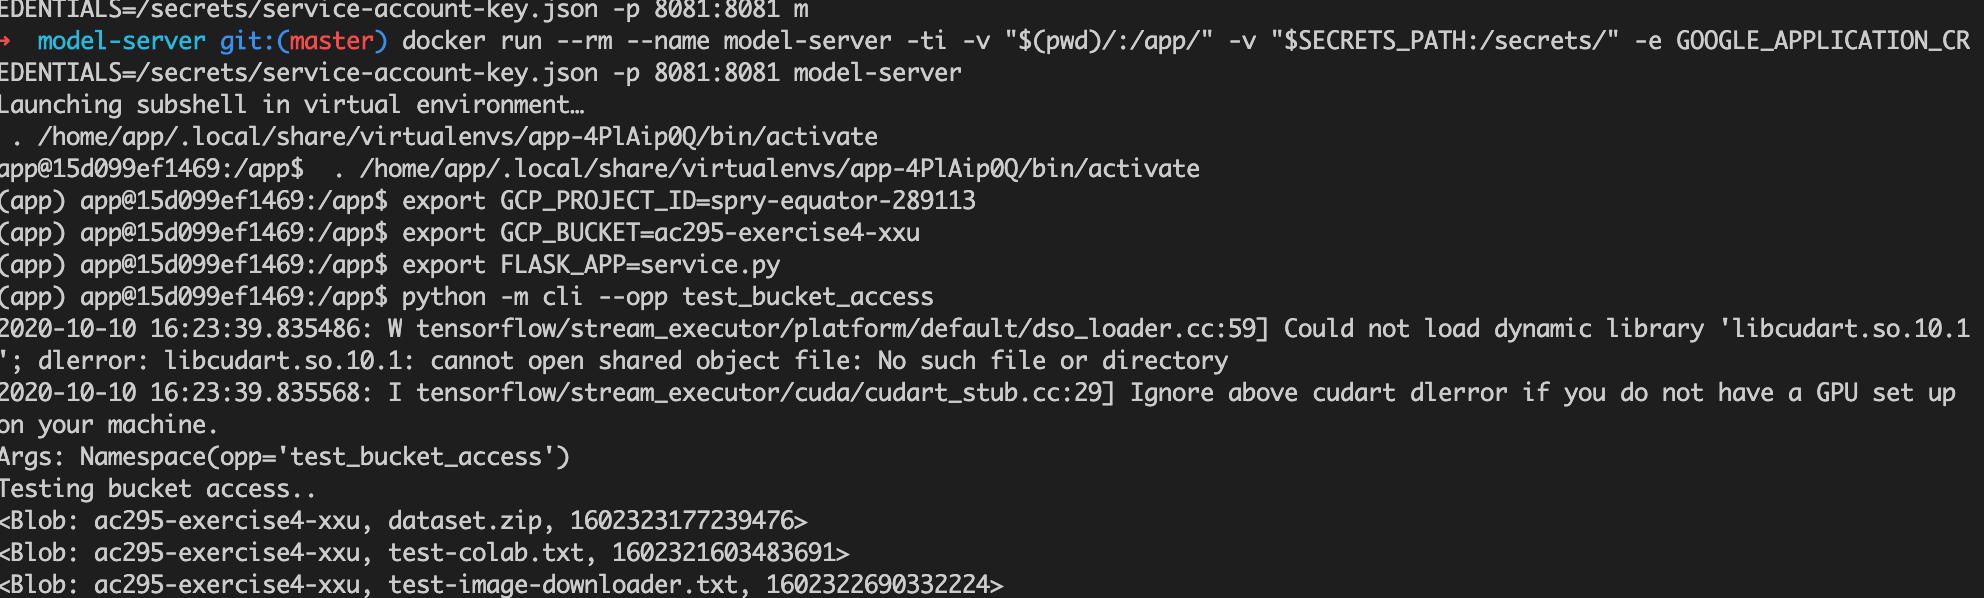 EDENTIALS=/secrets/service-account-key.json -p 8081:8081 m
→ model-server git:(master) docker run --rm --name model-server -ti -v "$(pwd)/:/app/" -v "$SECRETS_PATH:/secrets/" -e GOOGLE_APPLICATION_CR
EDENTIALS=/secrets/service-account-key.json -p 8081:8081 model-server
Launching subshell in virtual environment…
 . /home/app/.local/share/virtualenvs/app-4PlAip0Q/bin/activate
app@15d099ef1469:/app$  . /home/app/.local/share/virtualenvs/app-4PlAip0Q/bin/activate
(app) app@15d099ef1469:/app$ export GCP_PROJECT_ID=spry-equator-289113
(app) app@15d099ef1469:/app$ export GCP_BUCKET=ac295-exercise4-xxu
(app) app@15d099ef1469:/app$ export FLASK_APP=service.py
(app) app@15d099ef1469:/app$ python -m cli --opp test_bucket_access
2020-10-10 16:23:39.835486: W tensorflow/stream_executor/platform/default/dso_loader.cc:59] Could not load dynamic library 'libcudart.so.10.1
'; dlerror: libcudart.so.10.1: cannot open shared object file: No such file or directory
2020-10-10 16:23:39.835568: I tensorflow/stream_executor/cuda/cudart_stub.cc:29] Ignore above cudart dlerror if you do not have a GPU set up
on your machine.
Args: Namespace(opp='test_bucket_access')
Testing bucket access..
<Blob: ac295-exercise4-xxu, dataset.zip, 1602323177239476>
<Blob: ac295-exercise4-xxu, test-colab.txt, 1602321603483691>
<Blob: ac295-exercise4-xxu, test-image-downloader.txt, 1602322690332224>